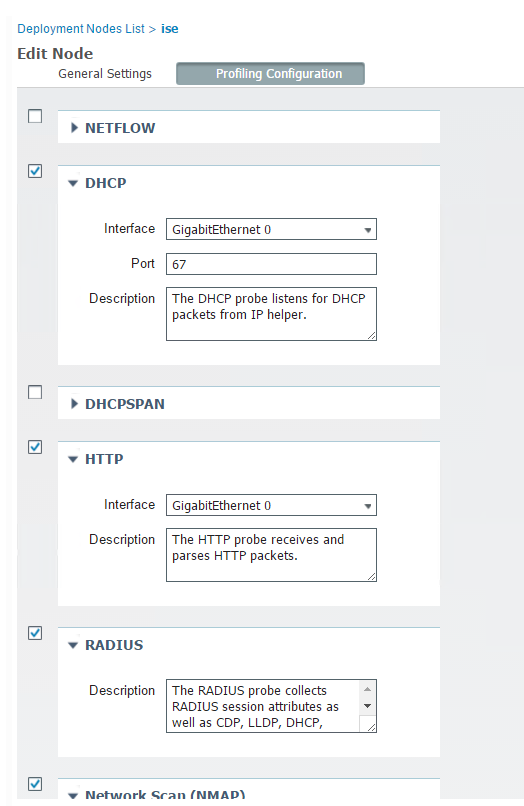 Deployment Nodes List > ise
Edit Node
General Settings Profiling Configuration
NETFLOW
DHCP
Interface GigabitEthernet 0
Port 67
Description The DHCP probe listens for DHCP
packets from IP helper.
DHCPSPAN
HTTP
Interface GigabitEthernet 0
Description The HTTP probe receives and
parses HTTP packets.
RADIUS
Description The RADIUS probe collects
RADIUS session attributes as
well as CDP, LLDP, DHCP,
Network Scan (NMAP)